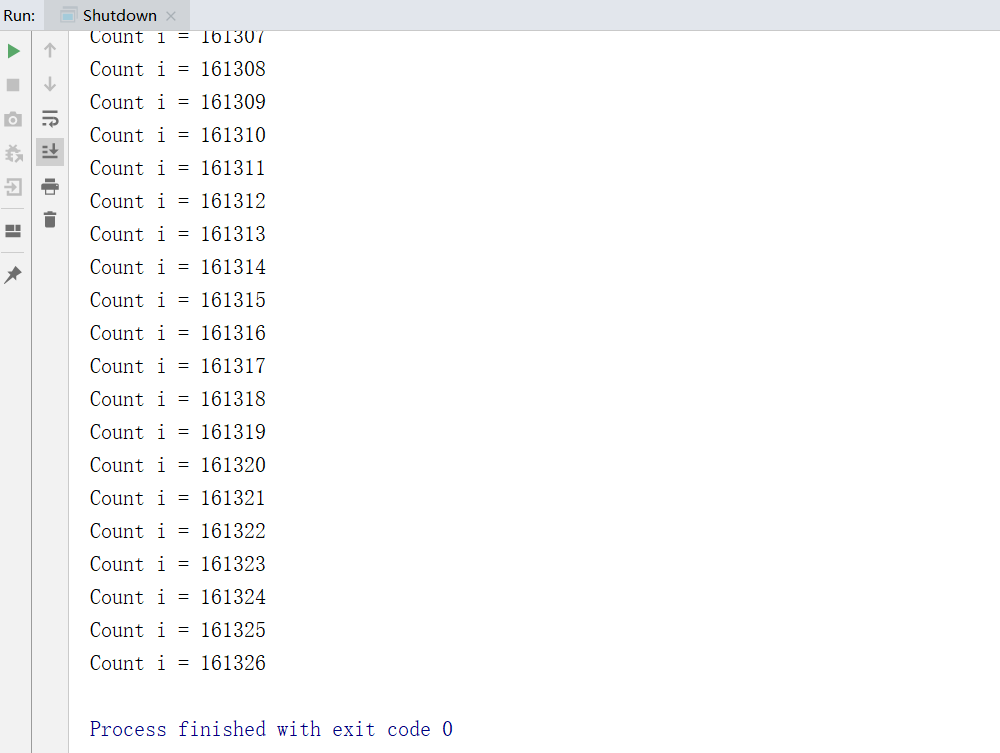 Run: Shutdown
Count i = 161307
Count i = 161308
Count i = 161309
Count i = 161310
Count i = 161311
Count i = 161312
Count i = 161313
Count i = 161314
Count i = 161315
Count i = 161316
Count i = 161317
Count i = 161318
Count i = 161319
Count i = 161320
Count i = 161321
Count i = 161322
Count i = 161323
Count i = 161324
Count i = 161325
Count i = 161326
Process finished with exit code 0